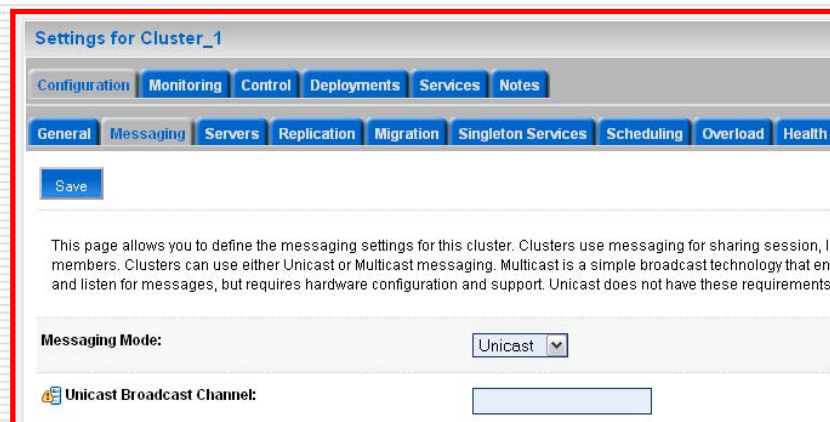 Settings for Cluster_1
Configuration Monitoring Control Deployments Services Notes
General Messaging Servers Replication Migration Singleton Services Scheduling Overload Health
Save
This page allows you to define the messaging settings for this cluster. Clusters use messaging for sharing session,
members. Clusters can use either Unicast or Multicast messaging. Multicast is a simple broadcast technology that en
and listen for messages, but requires hardware configuration and support. Unicast does not have these requirements
Messaging Mode:
Unicast
Unicast Broadcast Channel: